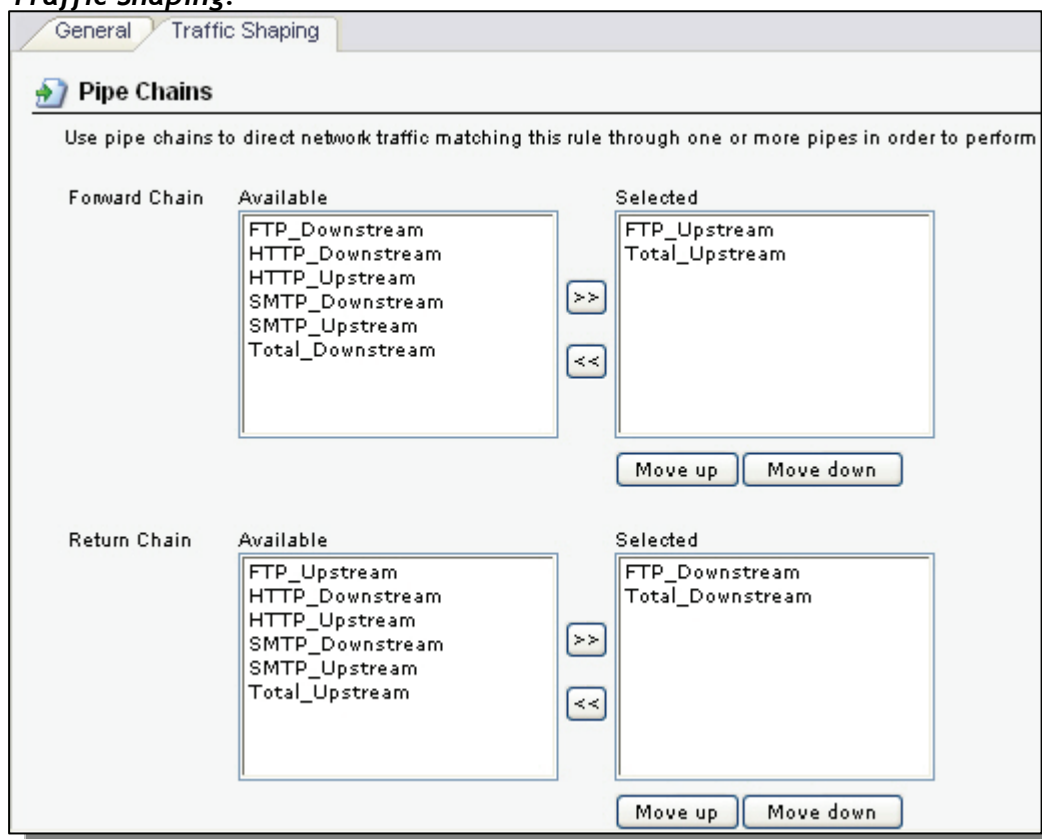 Traffic Shaping:
General Traffic Shaping
Pipe Chains
Use pipe chains to direct network traffic matching this rule through one or more pipes in order to perform
Forward Chain Available Selected
FTP_Downstream
HTTP_Downstream
HTTP_Upstream
SMTP_Downstream
SMTP_Upstream
Total_Downstream
>>
<<
FTP_Upstream
Total_Upstream
Move up Move down
Return Chain Available Selected
FTP_Upstream
HTTP_Downstream
HTTP_Upstream
SMTP_Downstream
SMTP_Upstream
Total_Upstream
>>
<<
FTP_Downstream
Total_Downstream
Move up Move down